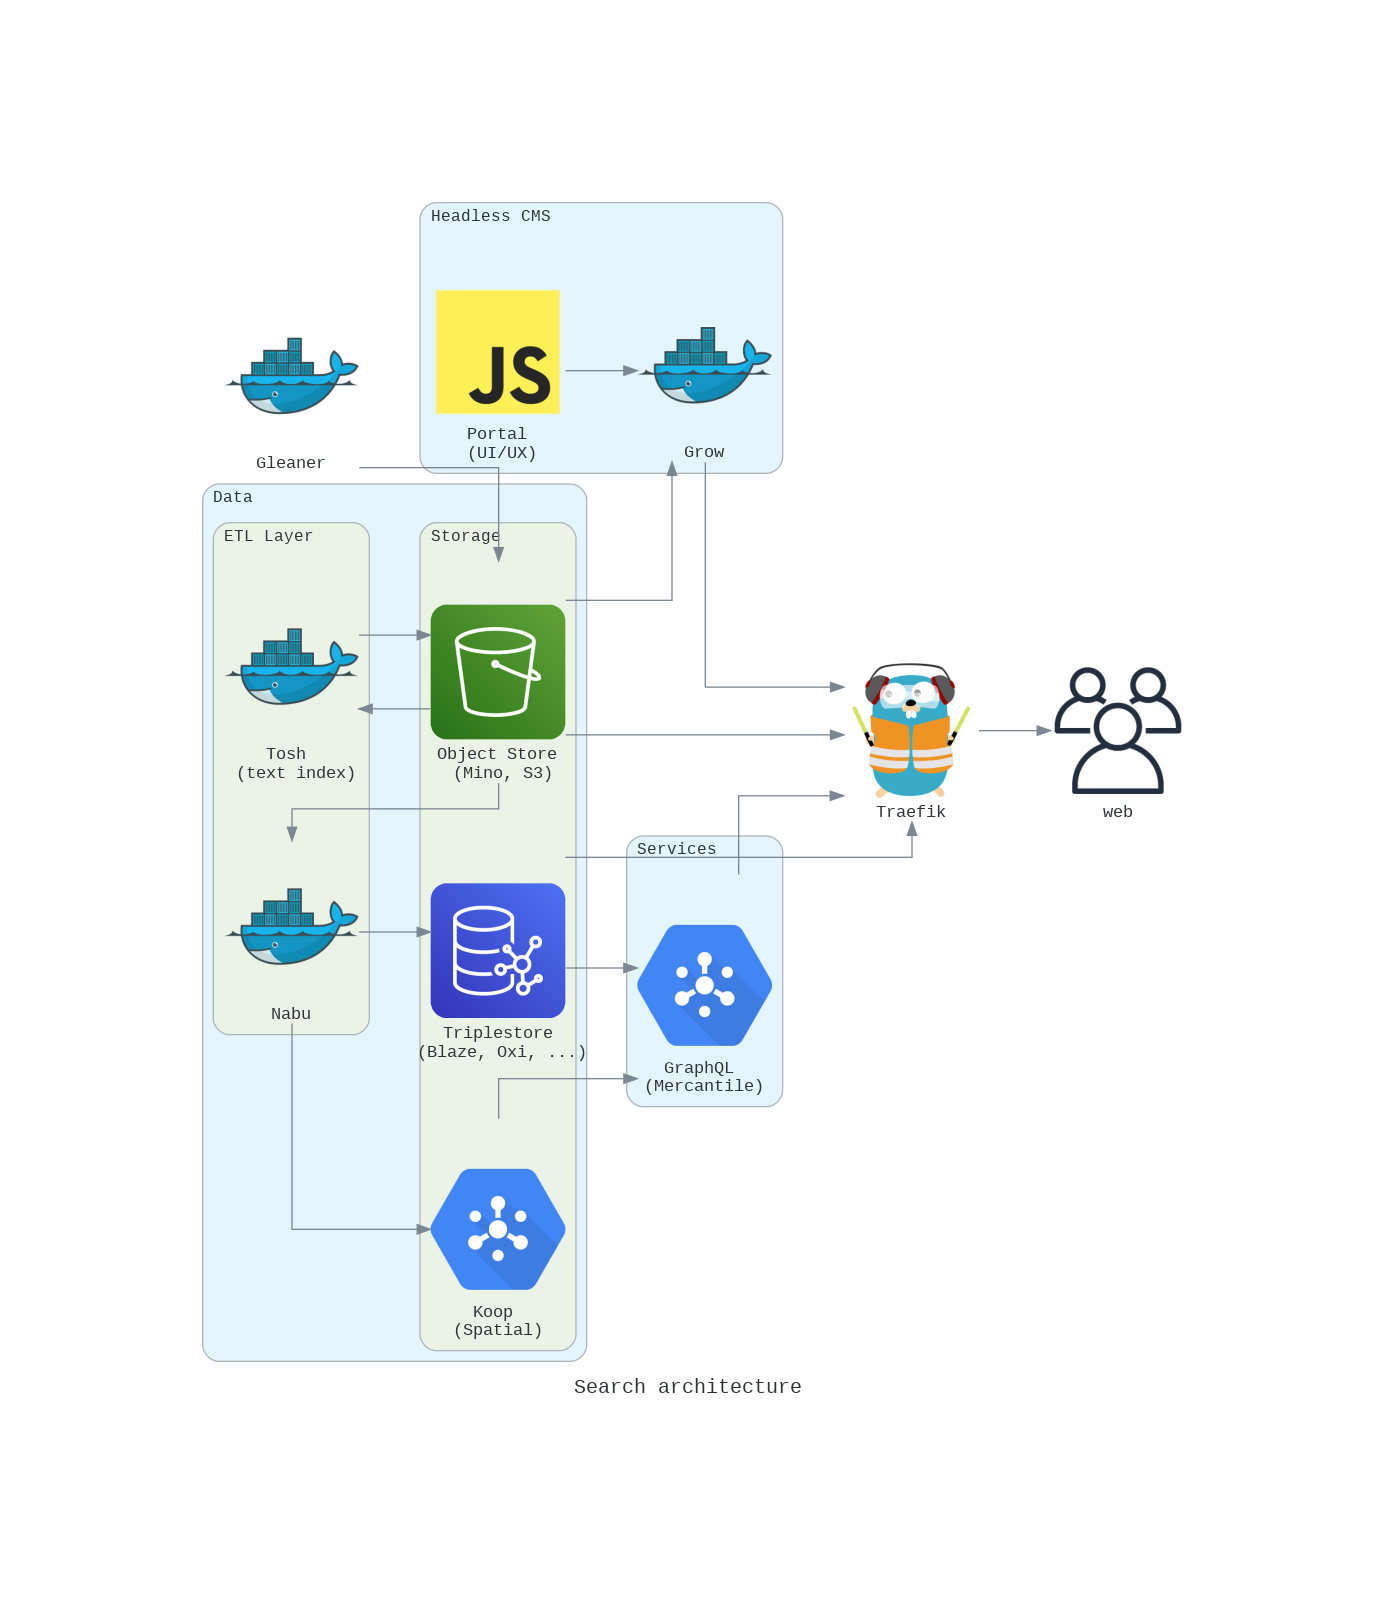 Headless CMS
JS
Portal
(UI/UX)
Grow
Gleaner
Data
ETL Layer
Storage
Tosh
(text index)
Object Store
(Mino, S3)
Traefik
web
Services
Nabu
Triplestore
(Blaze, Oxi, ...)
GraphQL
(Mercantile)
Koop
(Spatial)
Search architecture